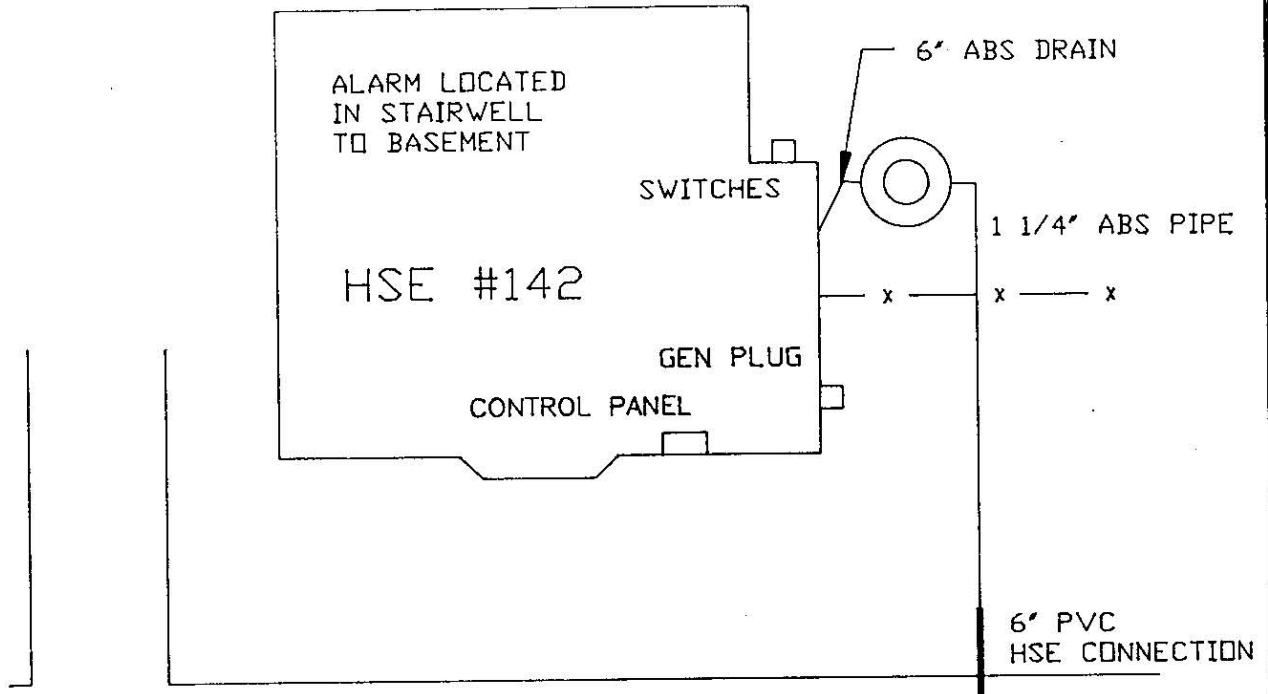 6" ABS DRAIN
ALARM LOCATED
IN STAIRWELL
TO BASEMENT
SWITCHES
1 1/4" ABS PIPE
HSE #142
x x x
GEN PLUG
CONTROL PANEL
6" PVC
HSE CONNECTION